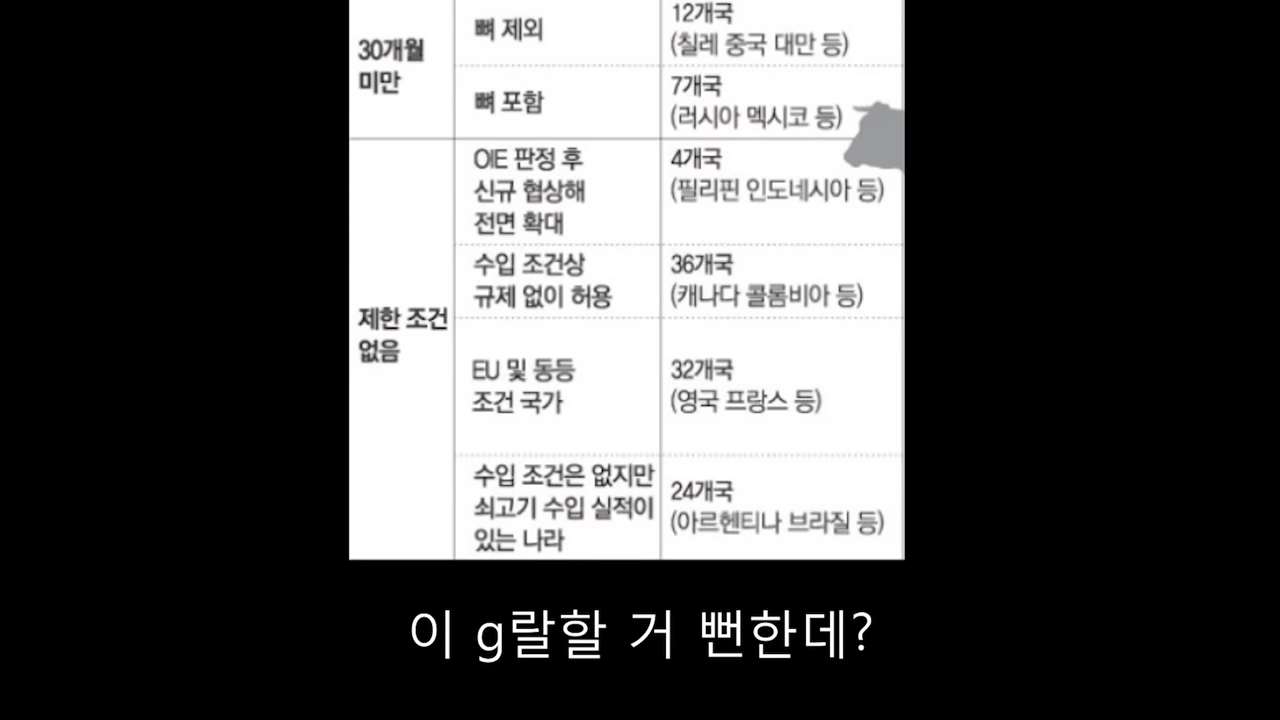 30개월
미만
뼈 제외
12개국
(칠레 중국 대만 등)
뼈 포함
7개국
(러시아 멕시코 등)
제한 조건
없음
OIE 판정 후
신규 협상해
전면 확대
4개국
(필리핀 인도네시아 등)
수입 조건상
규제 없이 허용
36개국
(캐나다 콜롬비아 등)
EU 및 동등
조건 국가
32개국
(영국 프랑스 등)
수입 조건은 없지만
쇠고기 수입 실적이
있는 나라
24개국
(아르헨티나 브라질 등)
이 g랄할 거 뻔한데?